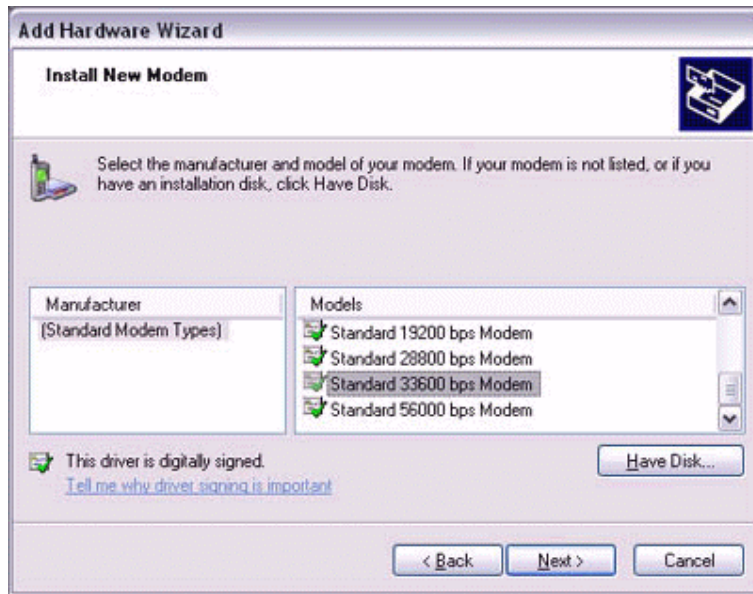 Add Hardware Wizard
Install New Modem
Select the manufacturer and model of your modem. If your modem is not listed, or if you
have an installation disk, click Have Disk.
Manufacturer
(Standard Modem Types)
Models
Standard 19200 bps Modem
Standard 28800 bps Modem
Standard 33600 bps Modem
Standard 56000 bps Modem
This driver is digitally signed.
Tell me why driver signing is important
Have Disk...
< Back
Next >
Cancel